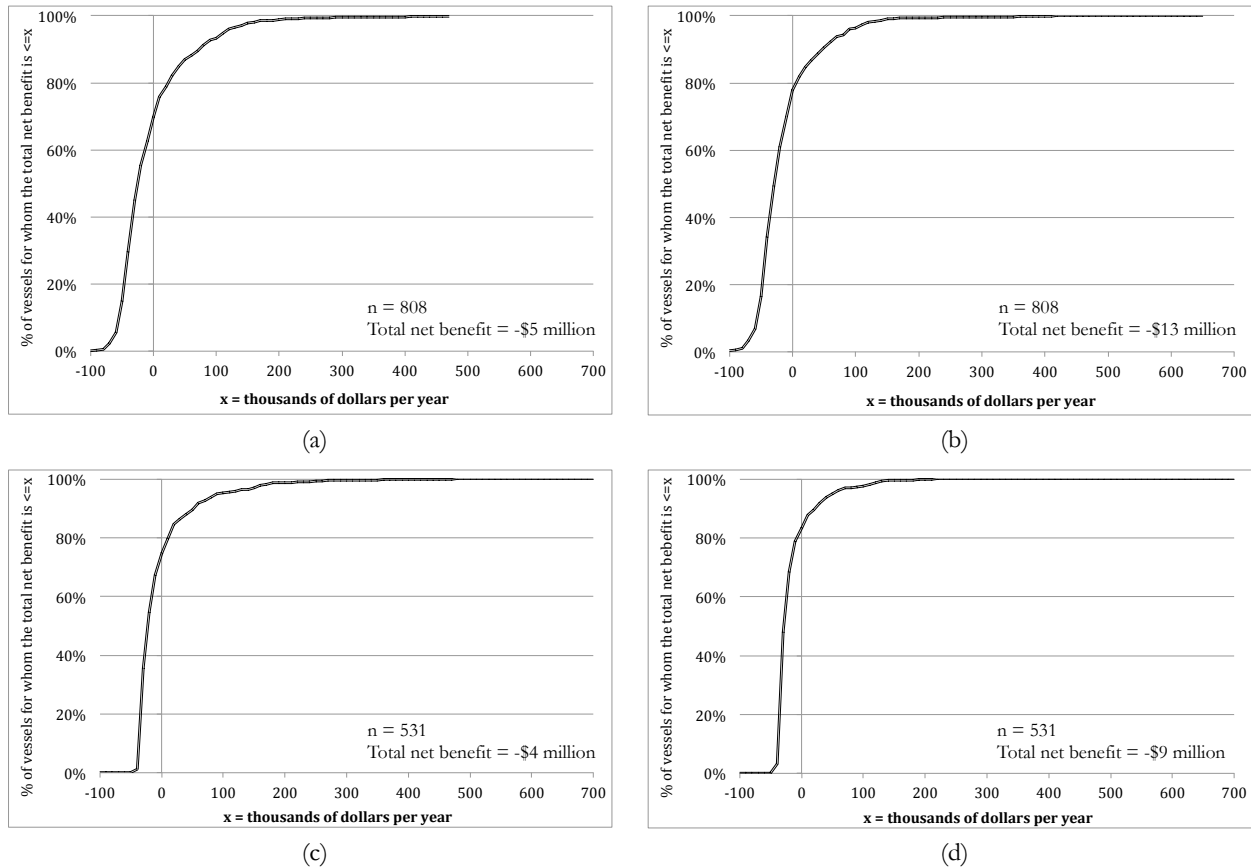 % of vessels for whom the total net benefit is <=x
100%
80%
60%
40%
20%
0%
-100 0 100 200 300 400 500 600 700
n = 808
Total net benefit = -$5 million
x = thousands of dollars per year
(a)
% of vessels for whom the total net benefit is <=x
100%
80%
60%
40%
20%
0%
-100 0 100 200 300 400 500 600 700
n = 808
Total net benefit = -$13 million
x = thousands of dollars per year
(b)
% of vessels for whom the total net benefit is <=x
100%
80%
60%
40%
20%
0%
-100 0 100 200 300 400 500 600 700
n = 531
Total net benefit = -$4 million
x = thousands of dollars per year
(c)
% of vessels for whom the total net bebefit is <=x
100%
80%
60%
40%
20%
0%
-100 0 100 200 300 400 500 600 700
n = 531
Total net benefit = -$9 million
x = thousands of dollars per year
(d)